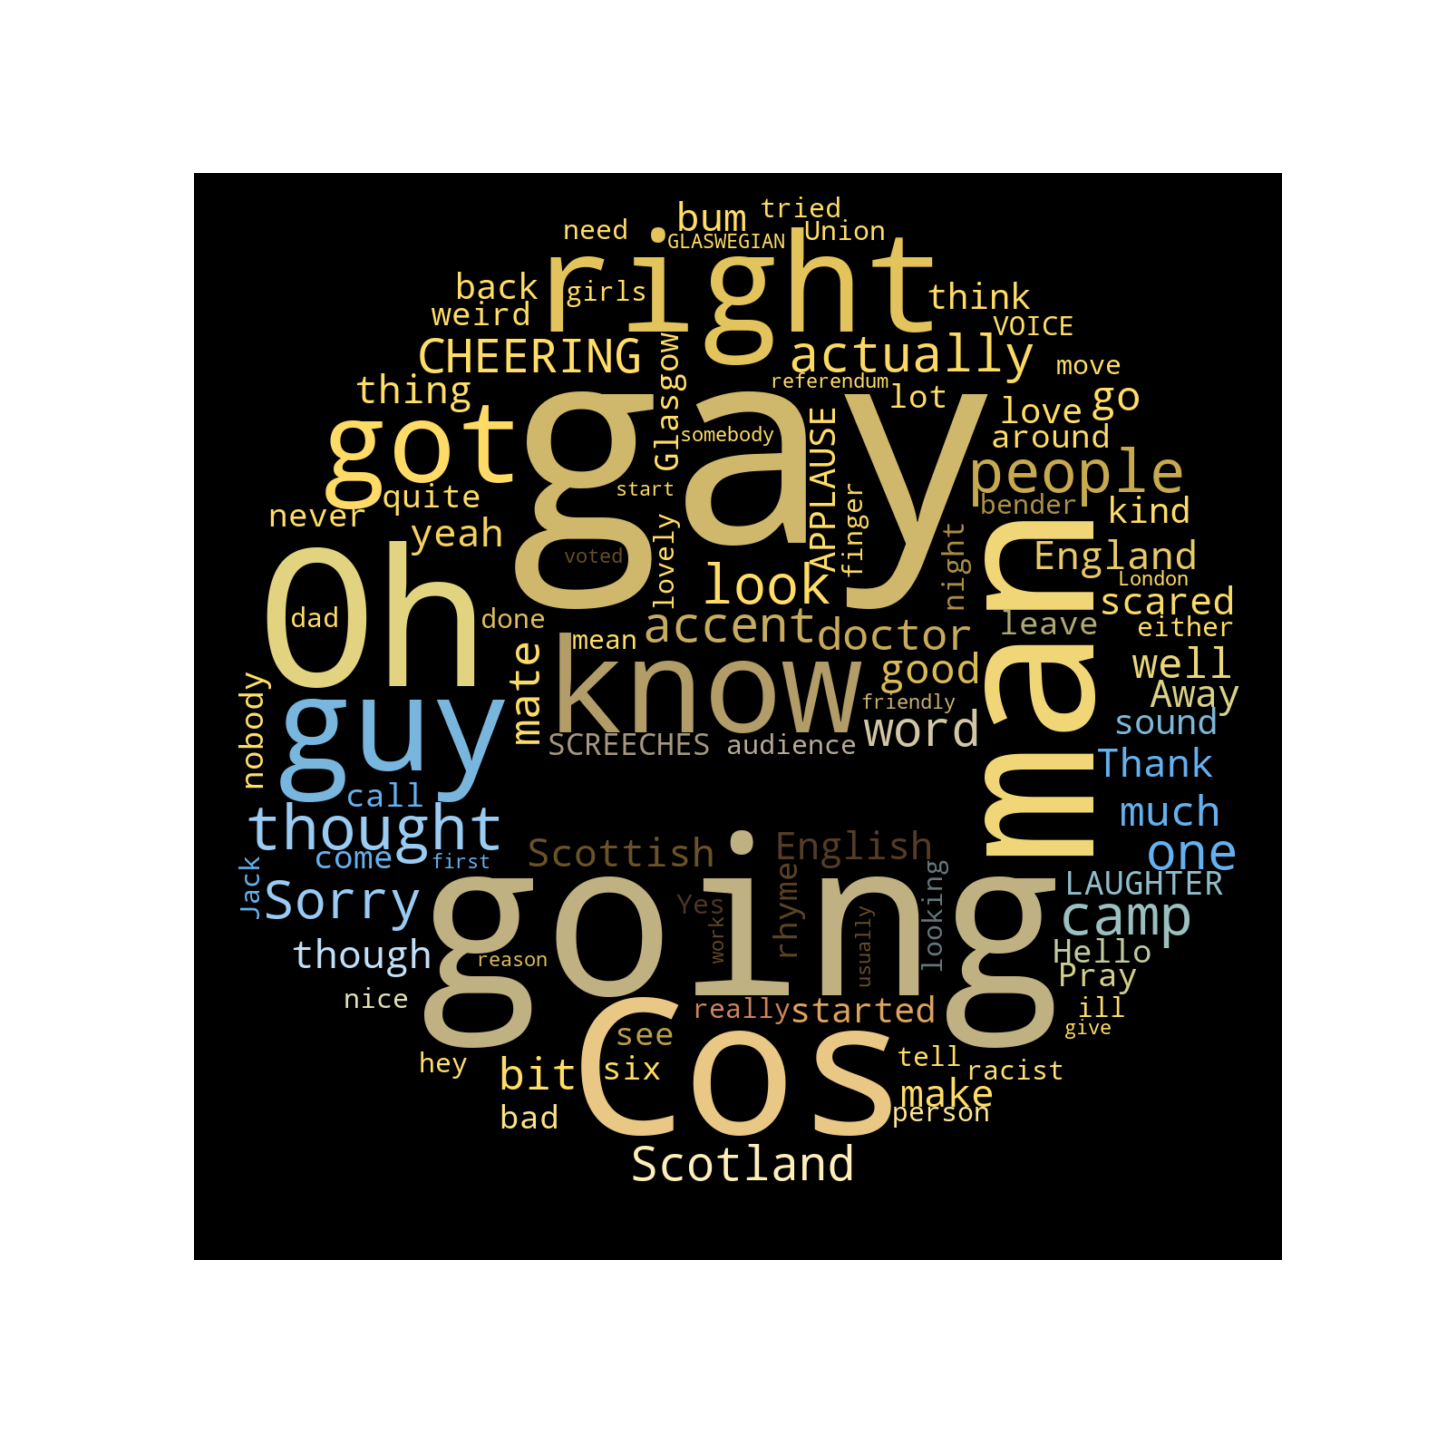 bum tried
need GLASWEGIAN Union
right
back girls think
weird VOICE
CHEERING Glasgow actually move
thing referendum lot love go
got gay somebody APPLAUSE around
quite start finger people
never yeah bender kind
voted lovely look night man England
Oh London
dad done accent doctor leave scared
mate mean either
know good well
nobody guy friendly word Away
SCREECHES audience sound
call Thank
thought much
come first Scottish English one
Jack Sorry going Yes rhyme looking LAUGHTER
work usually camp
though reason Hello
nice Pray
Cos really started ill
see give
hey bit six tell racist
bad make
person
Scotland